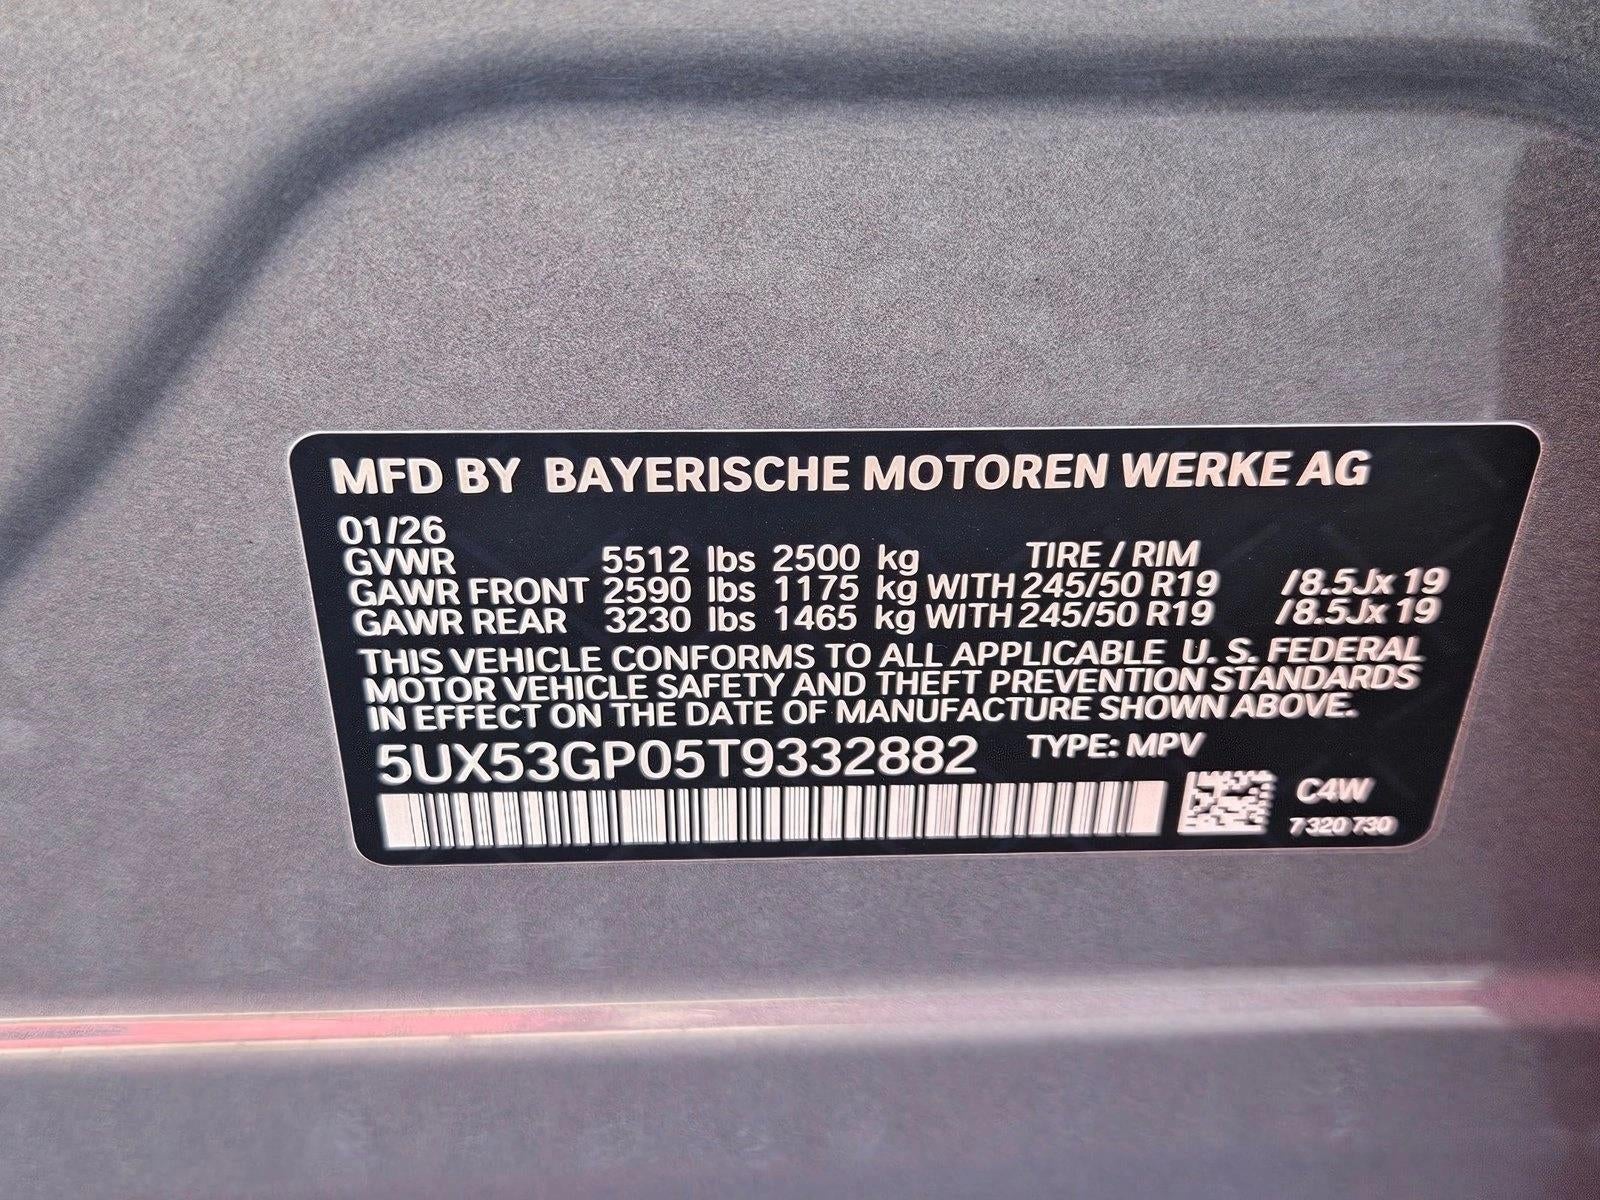 MFD BY BAYERISCHE MOTOREN WERKE AG
01/26
GVWR 5512 lbs 2500 kg TIRE / RIM
GAWR FRONT 2590 lbs 1175 kg WITH 245/50 R19 /8.5Jx 19
GAWR REAR 3230 lbs 1465 kg WITH 245/50 R19 /8.5Jx 19
THIS VEHICLE CONFORMS TO ALL APPLICABLE U. S. FEDERAL
MOTOR VEHICLE SAFETY AND THEFT PREVENTION STANDARDS
IN EFFECT ON THE DATE OF MANUFACTURE SHOWN ABOVE.
5UX53GP05T9332882 TYPE: MPV
C4W
7 320 730